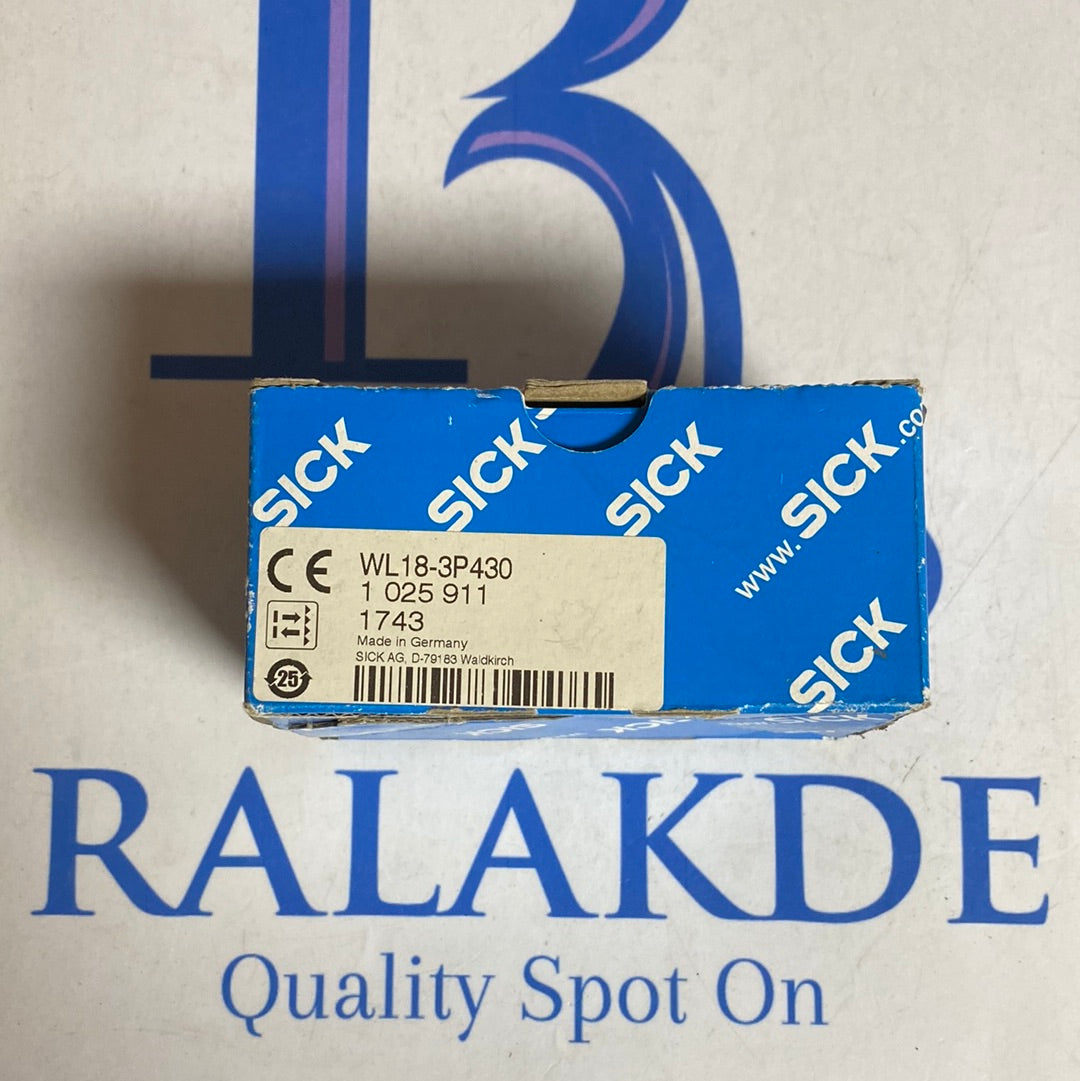 SICK
SICK
SICK
www.SICK.co
SICK
CE
WL18-3P430
1 025 911
1743
Made in Germany
SICK AG, D-79183 Waldkirch
25
RALAKDE
Quality Spot On